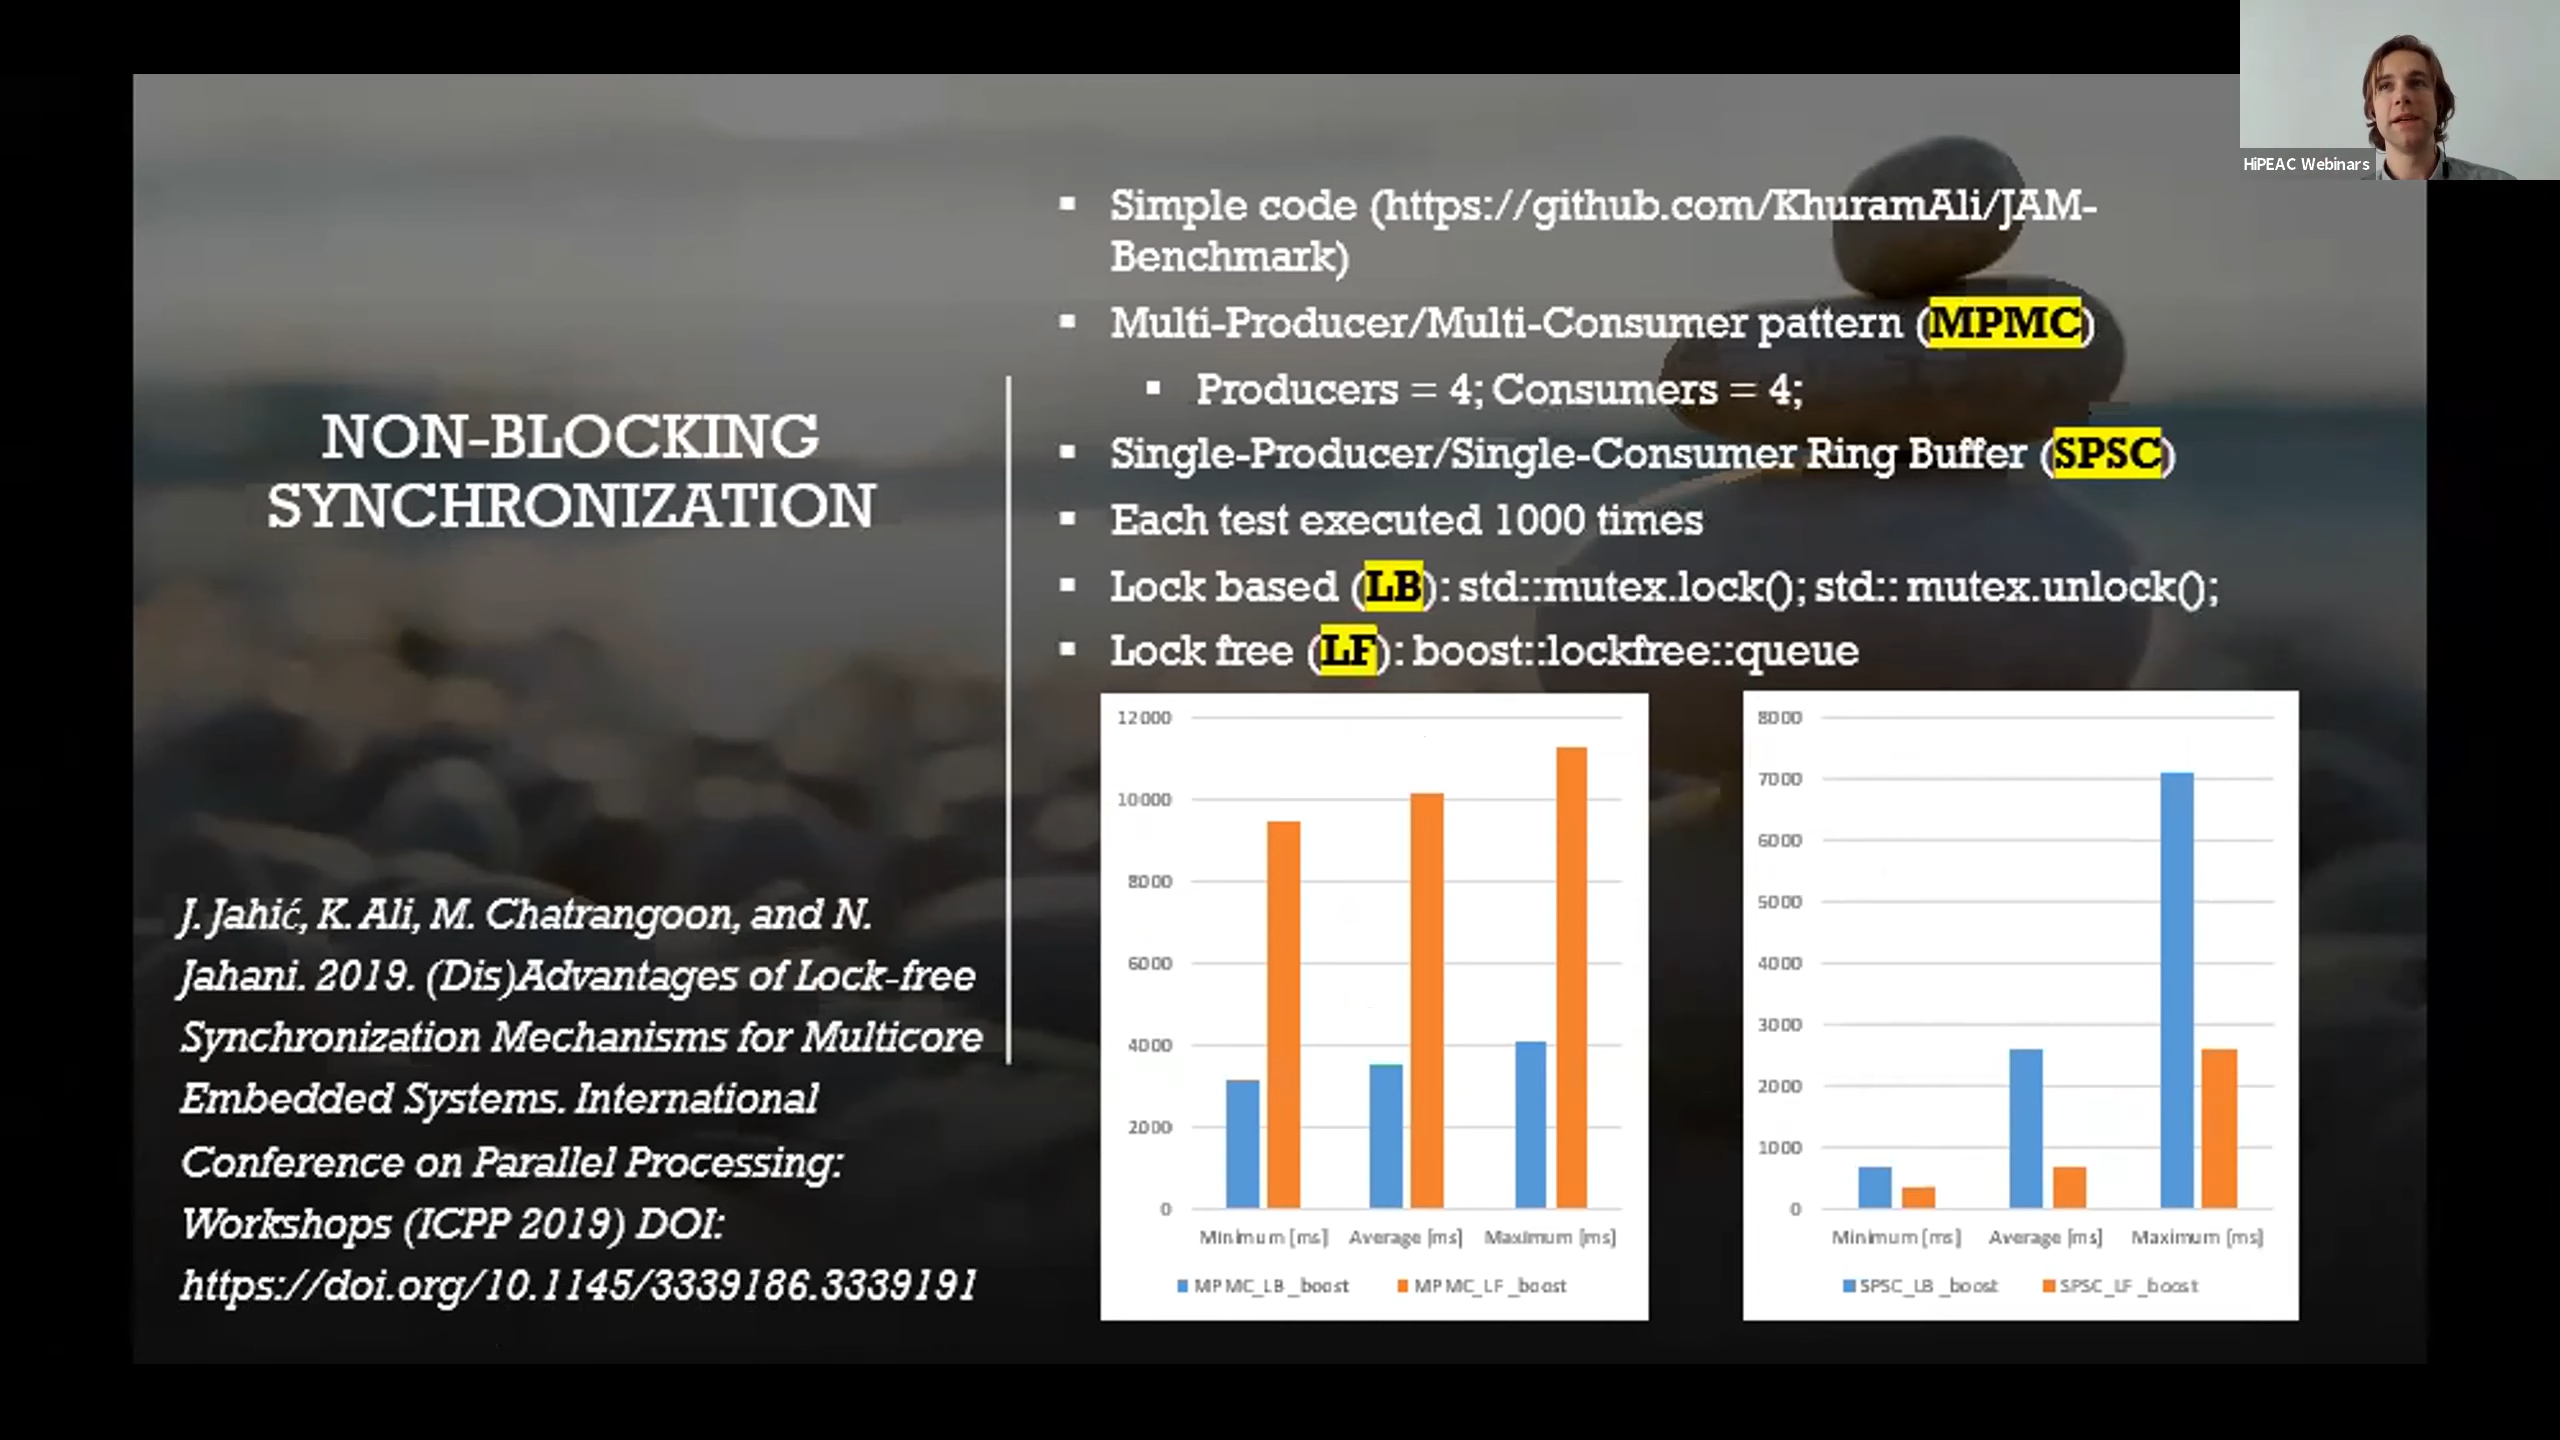 HiPEAC Webinars
NON-BLOCKING
SYNCHRONIZATION
J. Jahić, K. Ali, M. Chatrangoon, and N.
Jahani. 2019. (Dis)Advantages of Lock-free
Synchronization Mechanisms for Multicore
Embedded Systems. International
Conference on Parallel Processing:
Workshops (ICPP 2019) DOI:
https://doi.org/10.1145/3339186.3339191
▪ Simple code (https://github.com/KhuramAli/JAM-
Benchmark)
▪ Multi-Producer/Multi-Consumer pattern (MPMC)
▪ Producers = 4; Consumers = 4;
▪ Single-Producer/Single-Consumer Ring Buffer (SPSC)
▪ Each test executed 1000 times
▪ Lock based (LB): std::mutex.lock(); std:: mutex.unlock();
▪ Lock free (LF): boost::lockfree::queue
12000
10000
8000
6000
4000
2000
0
Minimum [ms] Average [ms] Maximum [ms]
MPMC_LB_boost MPMC_LF_boost
8000
7000
6000
5000
4000
3000
2000
1000
0
Minimum [ms] Average [ms] Maximum [ms]
SPSC_LB_boost SPSC_LF_boost